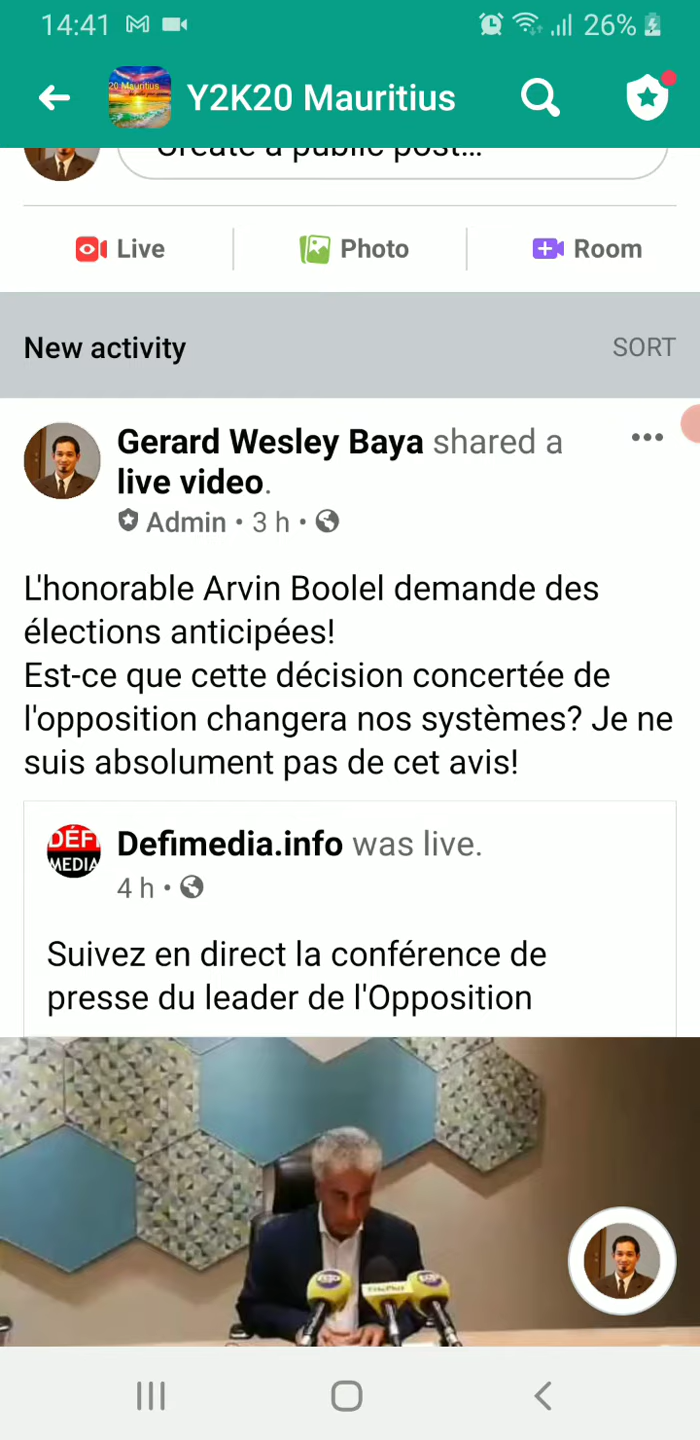 14:41 26%
20 Mauritius
Y2K20 Mauritius
Create a public post...
Live Photo Room
New activity SORT
Gerard Wesley Baya shared a
live video.
Admin • 3 h •
L'honorable Arvin Boolel demande des
élections anticipées!
Est-ce que cette décision concertée de
l'opposition changera nos systèmes? Je ne
suis absolument pas de cet avis!
DÉFI
MEDIA
Defimedia.info was live.
4 h •
Suivez en direct la conférence de
presse du leader de l'Opposition